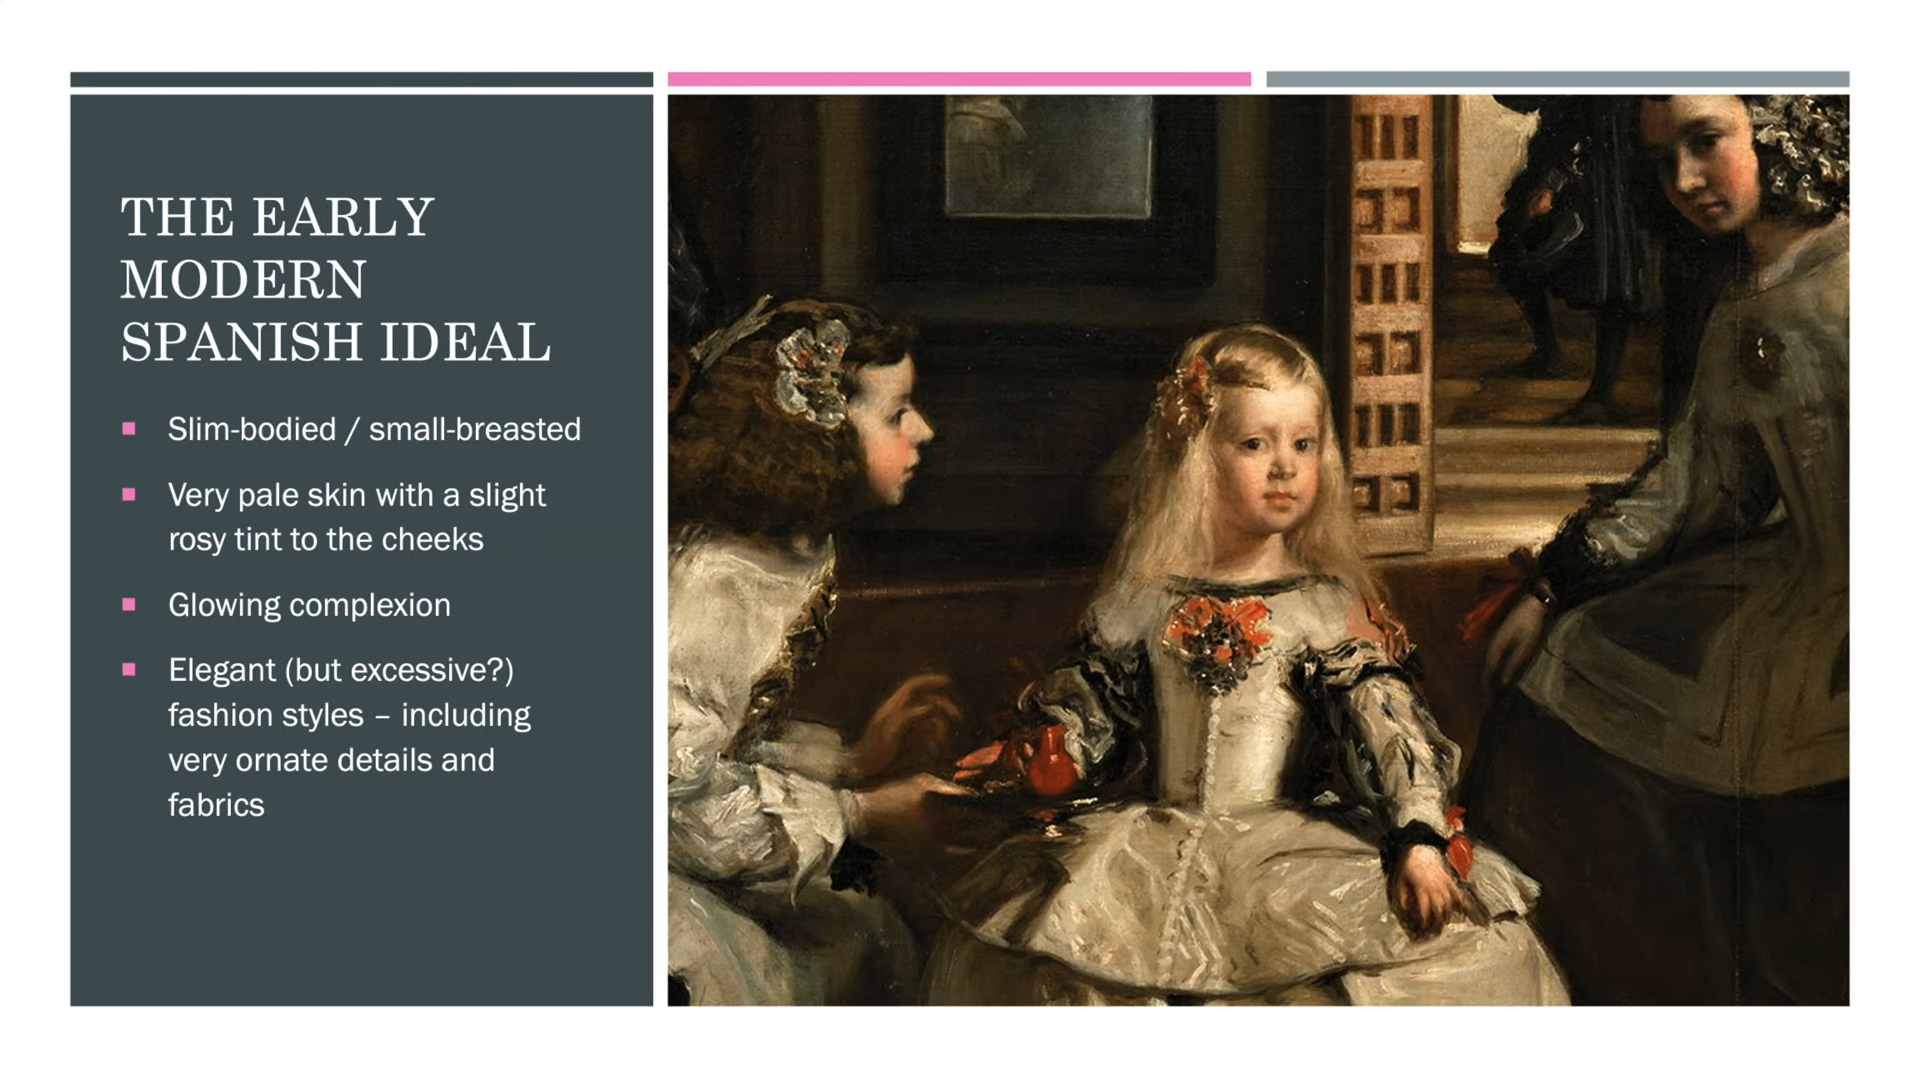 THE EARLY
MODERN
SPANISH IDEAL
Slim-bodied / small-breasted
Very pale skin with a slight
rosy tint to the cheeks
Glowing complexion
Elegant (but excessive?)
fashion styles – including
very ornate details and
fabrics